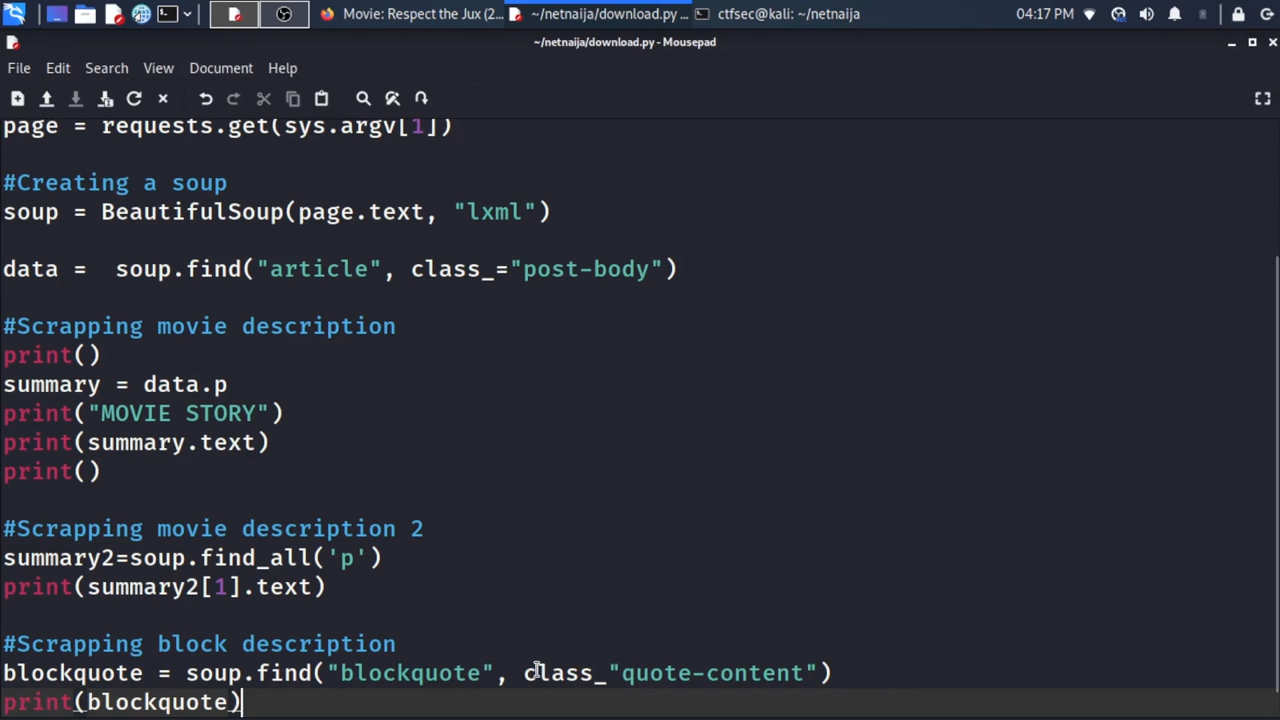 Movie: Respect the Jux (2...
~/netnaija/download.py ...
ctfsec@kali: ~/netnaija
04:17 PM
~/netnaija/download.py - Mousepad
File Edit Search View Document Help
page = requests.get(sys.argv[1])
#Creating a soup
soup = BeautifulSoup(page.text, "lxml")
data =  soup.find("article", class_="post-body")
#Scrapping movie description
print()
summary = data.p
print("MOVIE STORY")
print(summary.text)
print()
#Scrapping movie description 2
summary2=soup.find_all('p')
print(summary2[1].text)
#Scrapping block description
blockquote = soup.find("blockquote", class_"quote-content")
print(blockquote)